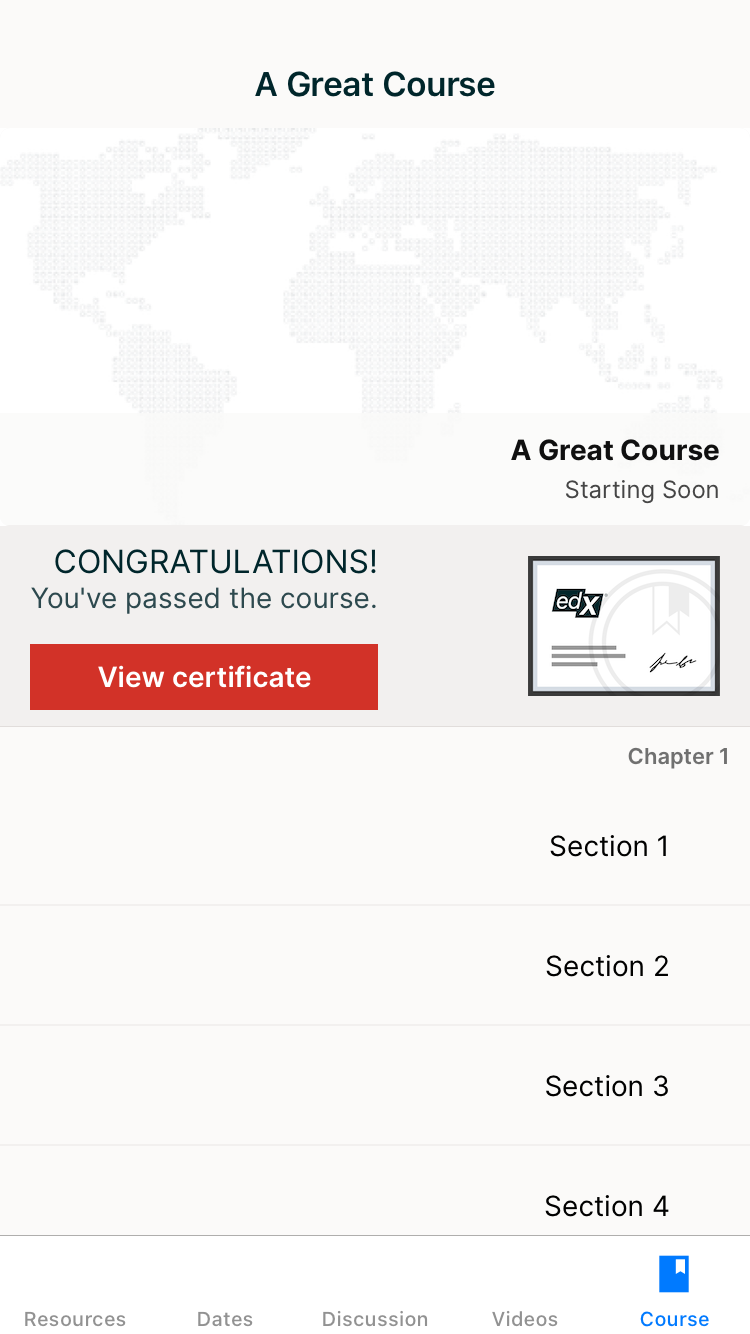 A Great Course
A Great Course
Starting Soon
CONGRATULATIONS!
You've passed the course.
View certificate
edX
Chapter 1
Section 1
Section 2
Section 3
Section 4
Resources
Dates
Discussion
Videos
Course